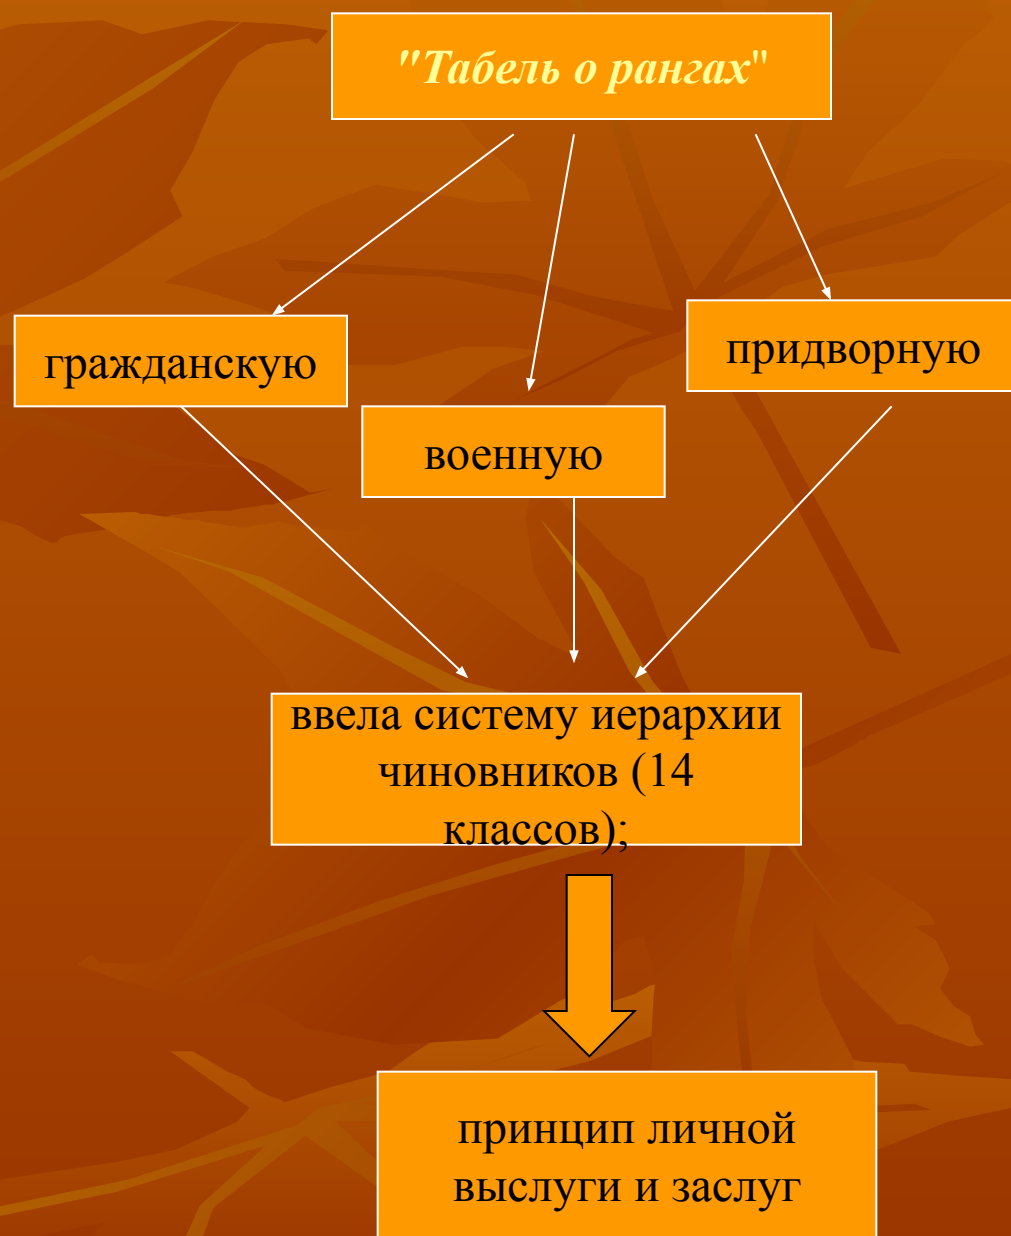 "Табель о рангах"
гражданскую
придворную
военную
ввела систему иерархии
чиновников (14
классов);
принцип личной
выслуги и заслуг